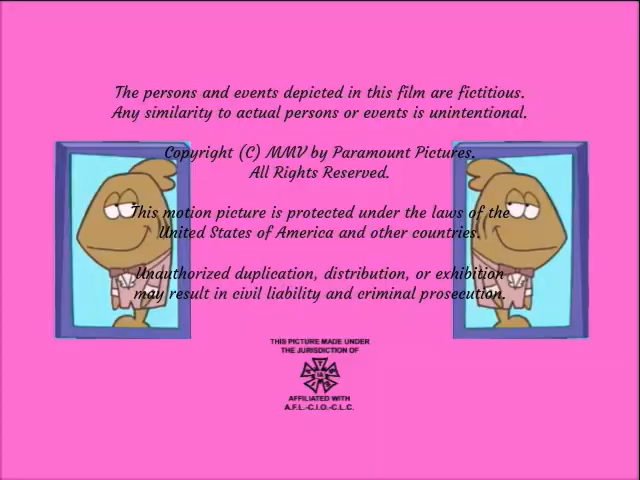 The persons and events depicted in this film are fictitious.
Any similarity to actual persons or events is unintentional.
Copyright (C) MMV by Paramount Pictures.
All Rights Reserved.
This motion picture is protected under the laws of the
United States of America and other countries.
Unauthorized duplication, distribution, or exhibition
may result in civil liability and criminal prosecution.
THIS PICTURE MADE UNDER
THE JURISDICTION OF
AFFILIATED WITH
A.F.L.-C.I.O.-C.L.C.